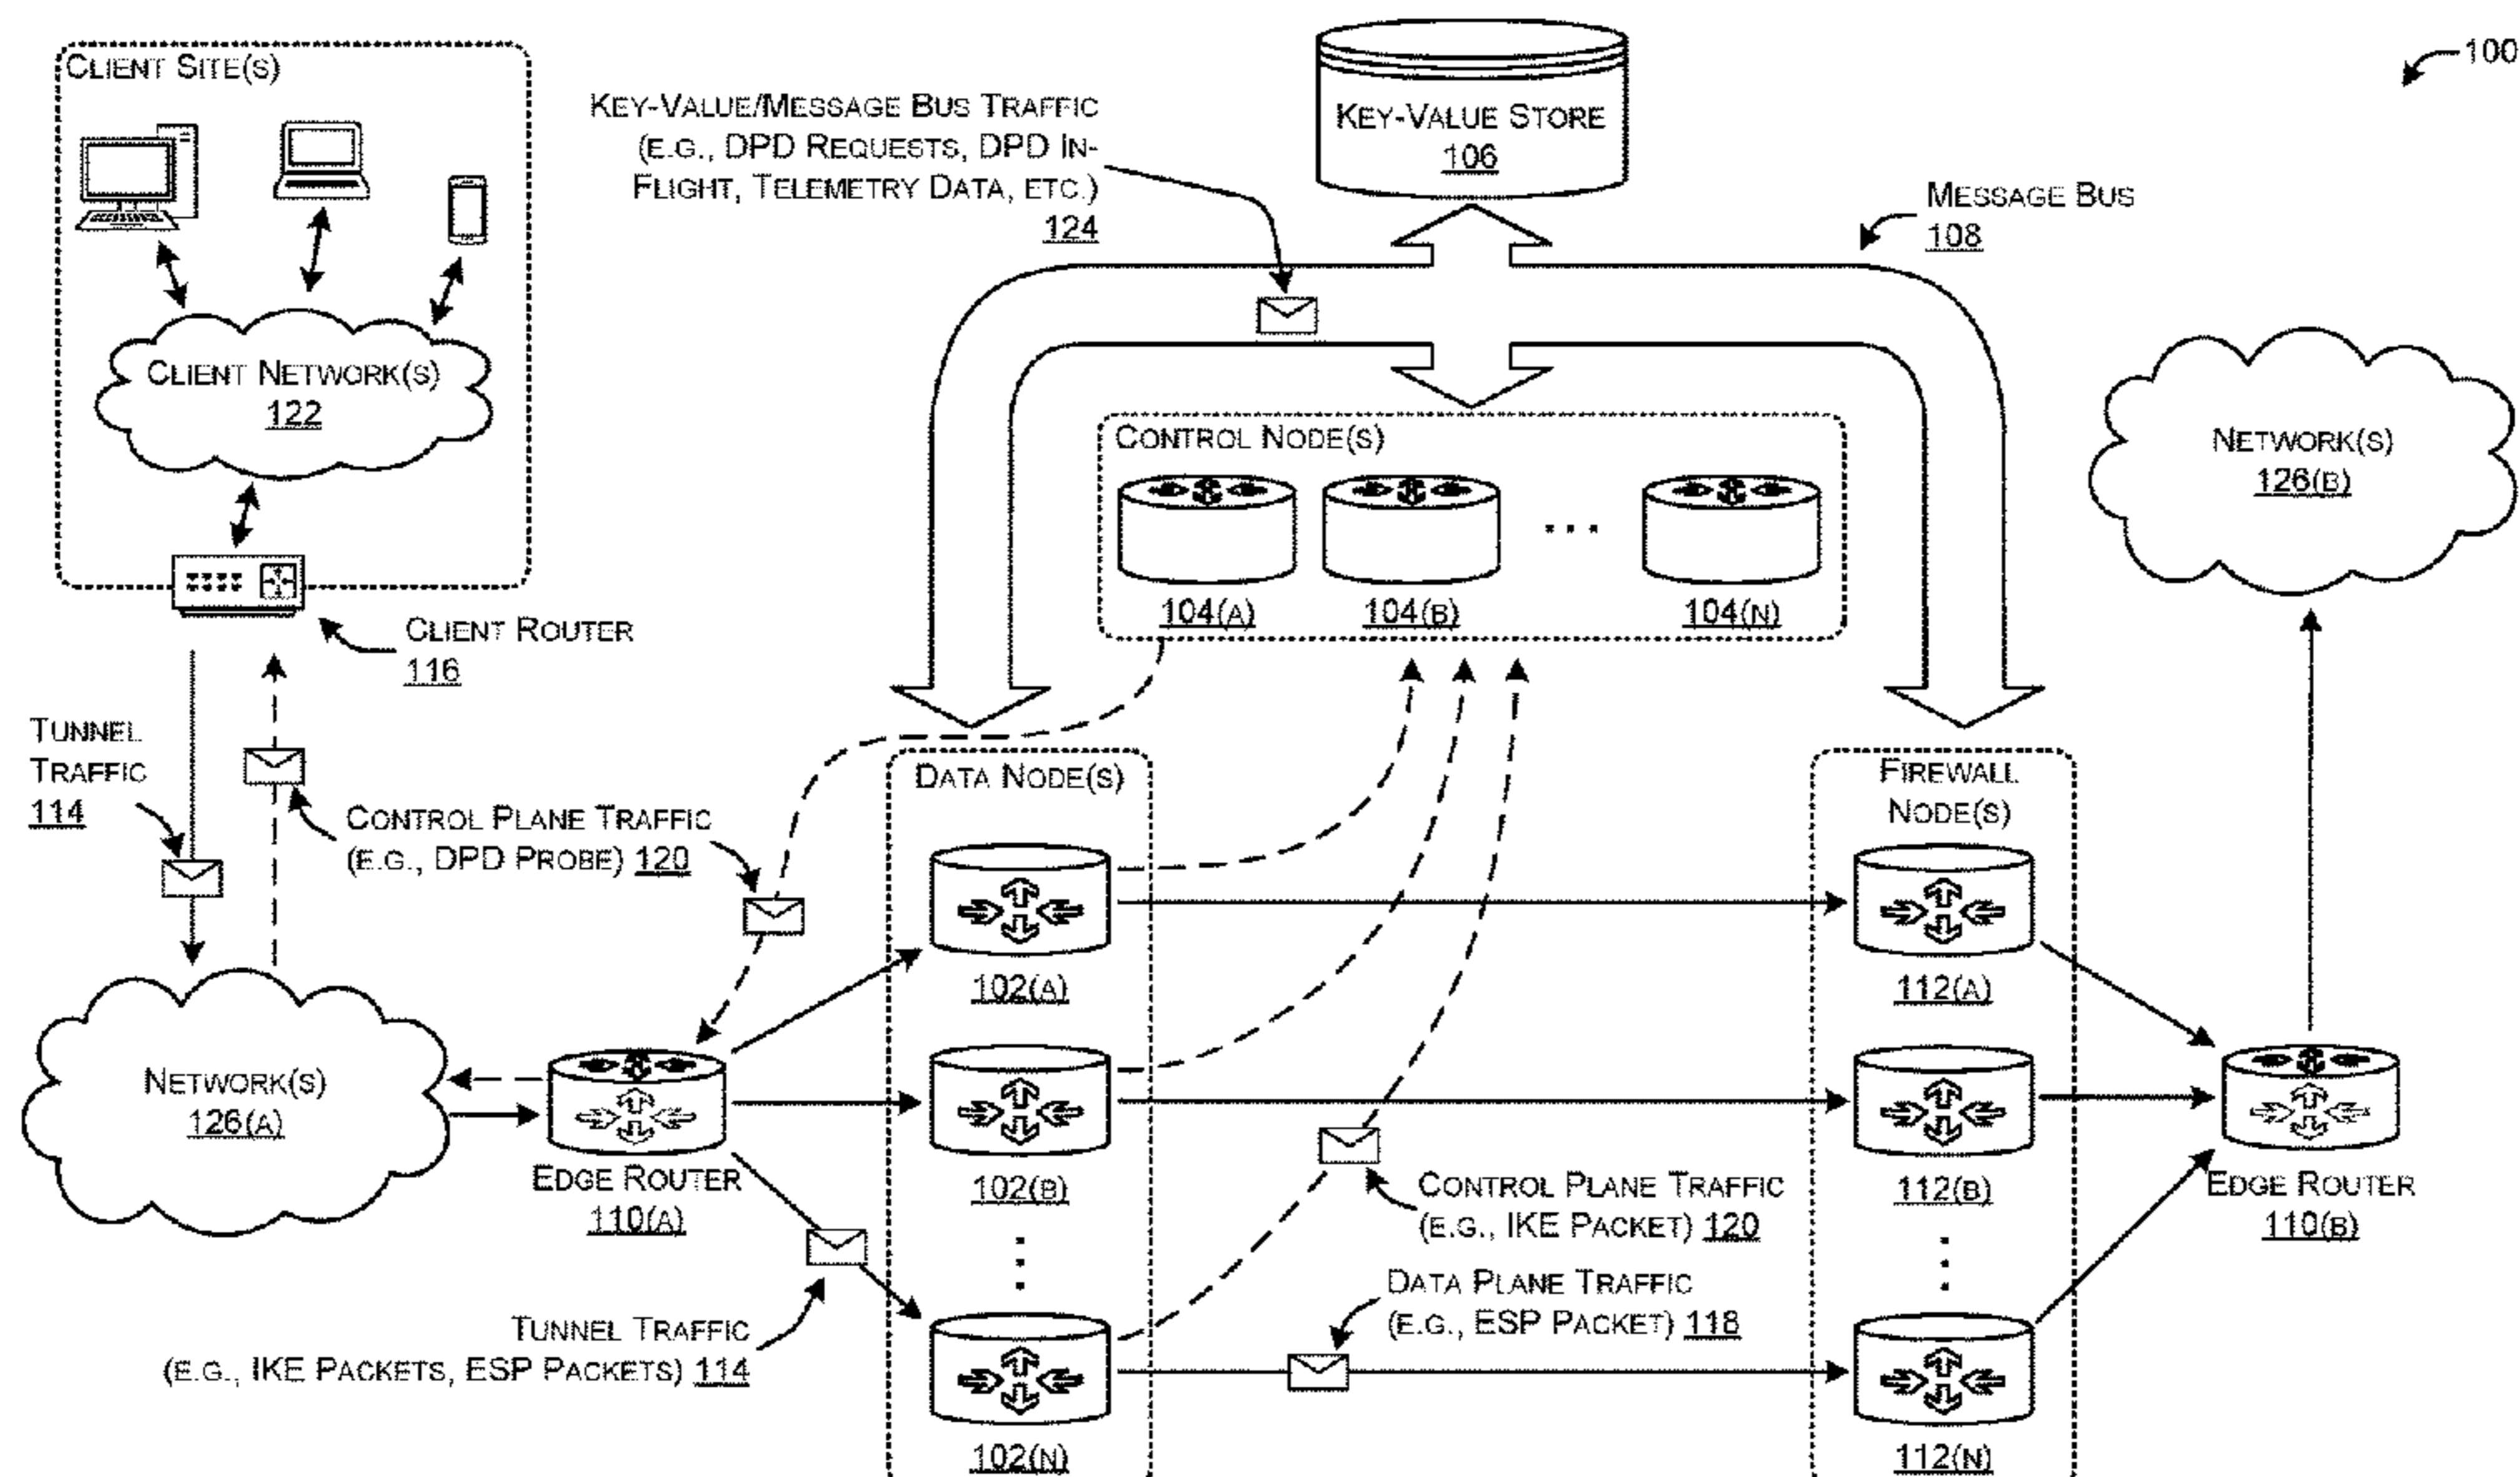 100
CLIENT SITE(S)
KEY-VALUE/MESSAGE BUS TRAFFIC
(E.G., DPD REQUESTS, DPD IN-
FLIGHT, TELEMETRY DATA, ETC.)
124
KEY-VALUE STORE
106
MESSAGE BUS
108
CLIENT NETWORK(S)
122
CONTROL NODE(S)
104(A)
104(B)
...
104(N)
NETWORK(S)
126(B)
CLIENT ROUTER
116
TUNNEL
TRAFFIC
114
CONTROL PLANE TRAFFIC
(E.G., DPD PROBE) 120
DATA NODE(S)
FIREWALL
NODE(S)
102(A)
112(A)
NETWORK(S)
126(A)
EDGE ROUTER
110(A)
102(B)
CONTROL PLANE TRAFFIC
(E.G., IKE PACKET) 120
112(B)
EDGE ROUTER
110(B)
TUNNEL TRAFFIC
(E.G., IKE PACKETS, ESP PACKETS) 114
DATA PLANE TRAFFIC
(E.G., ESP PACKET) 118
102(N)
112(N)